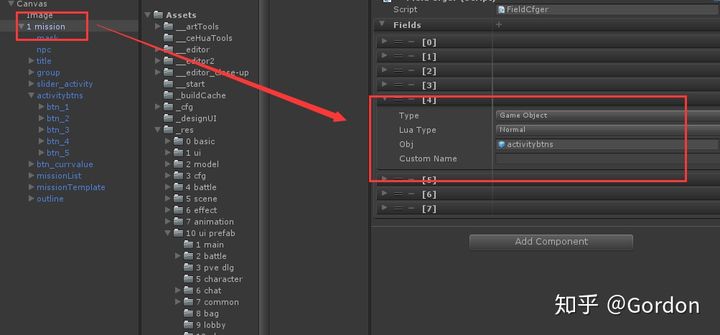 Canvas
Image
1 mission
mask
npc
title
group
slider_activity
activitybtns
btn_1
btn_2
btn_3
btn_4
btn_5
btn_currvalue
missionList
missionTemplate
outline
Assets
__artTools
__ceHuaTools
__editor
__editor2
__editor_close-up
__start
_buildCache
_cfg
_designUI
_res
0 basic
1 ui
2 model
3 cfg
4 battle
5 scene
6 effect
7 animation
10 ui prefab
1 main
2 battle
3 pve dlg
5 character
6 chat
7 common
8 bag
9 lobby
Script FieldCfger
Fields
[0]
[1]
[2]
[3]
[4]
Type Game Object
Lua Type Normal
Obj activitybtns
Custom Name
[5]
[6]
[7]
Add Component
知乎 @Gordon